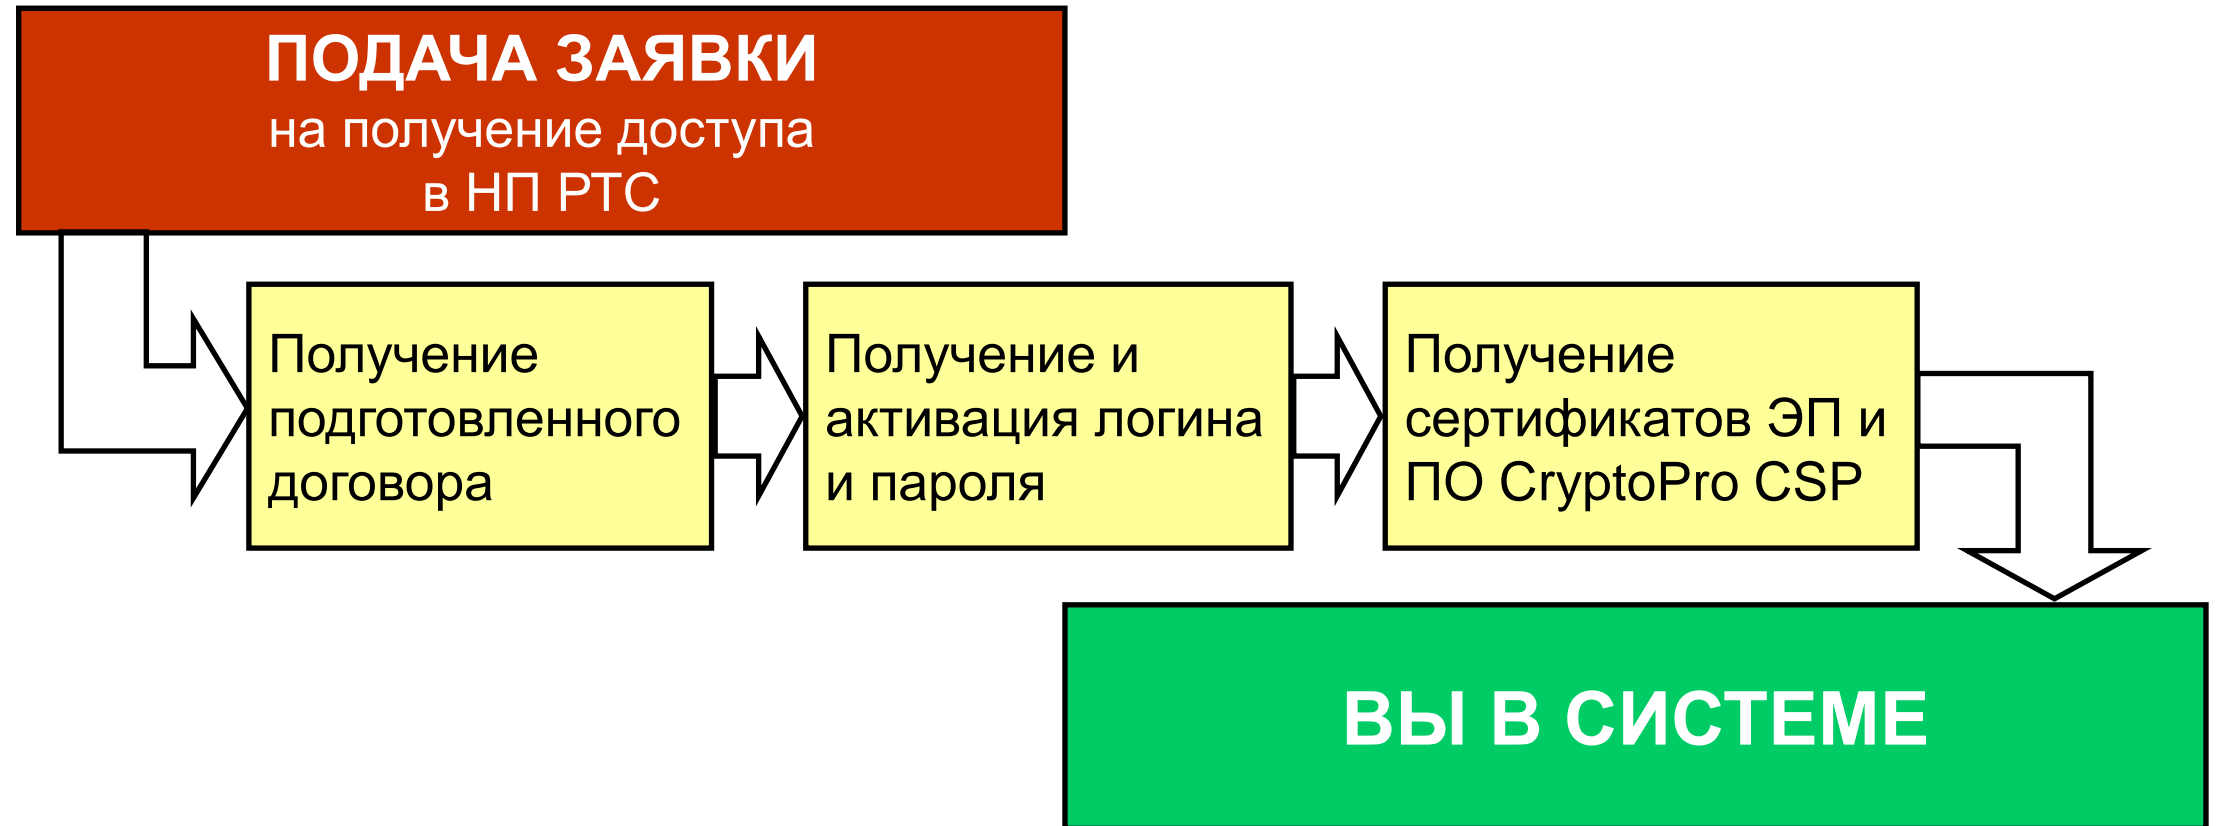 ПОДАЧА ЗАЯВКИ
на получение доступа
в НП РТС
Получение
подготовленного
договора
Получение и
активация логина
и пароля
Получение
сертификатов ЭП и
ПО CryptoPro CSP
ВЫ В СИСТЕМЕ